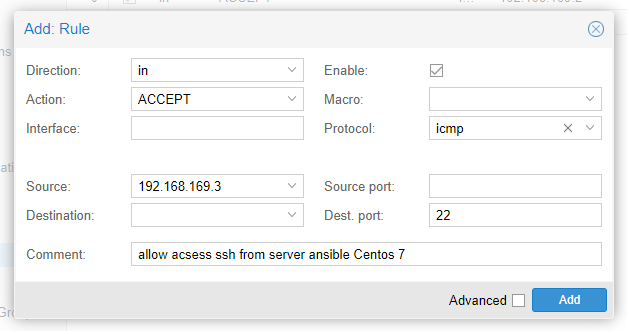 Add: Rule
Direction: in Enable:
Action: ACCEPT Macro:
Interface: Protocol: icmp
Source: 192.168.169.3 Source port:
Destination: Dest. port: 22
Comment: allow acsess ssh from server ansible Centos 7
Advanced Add